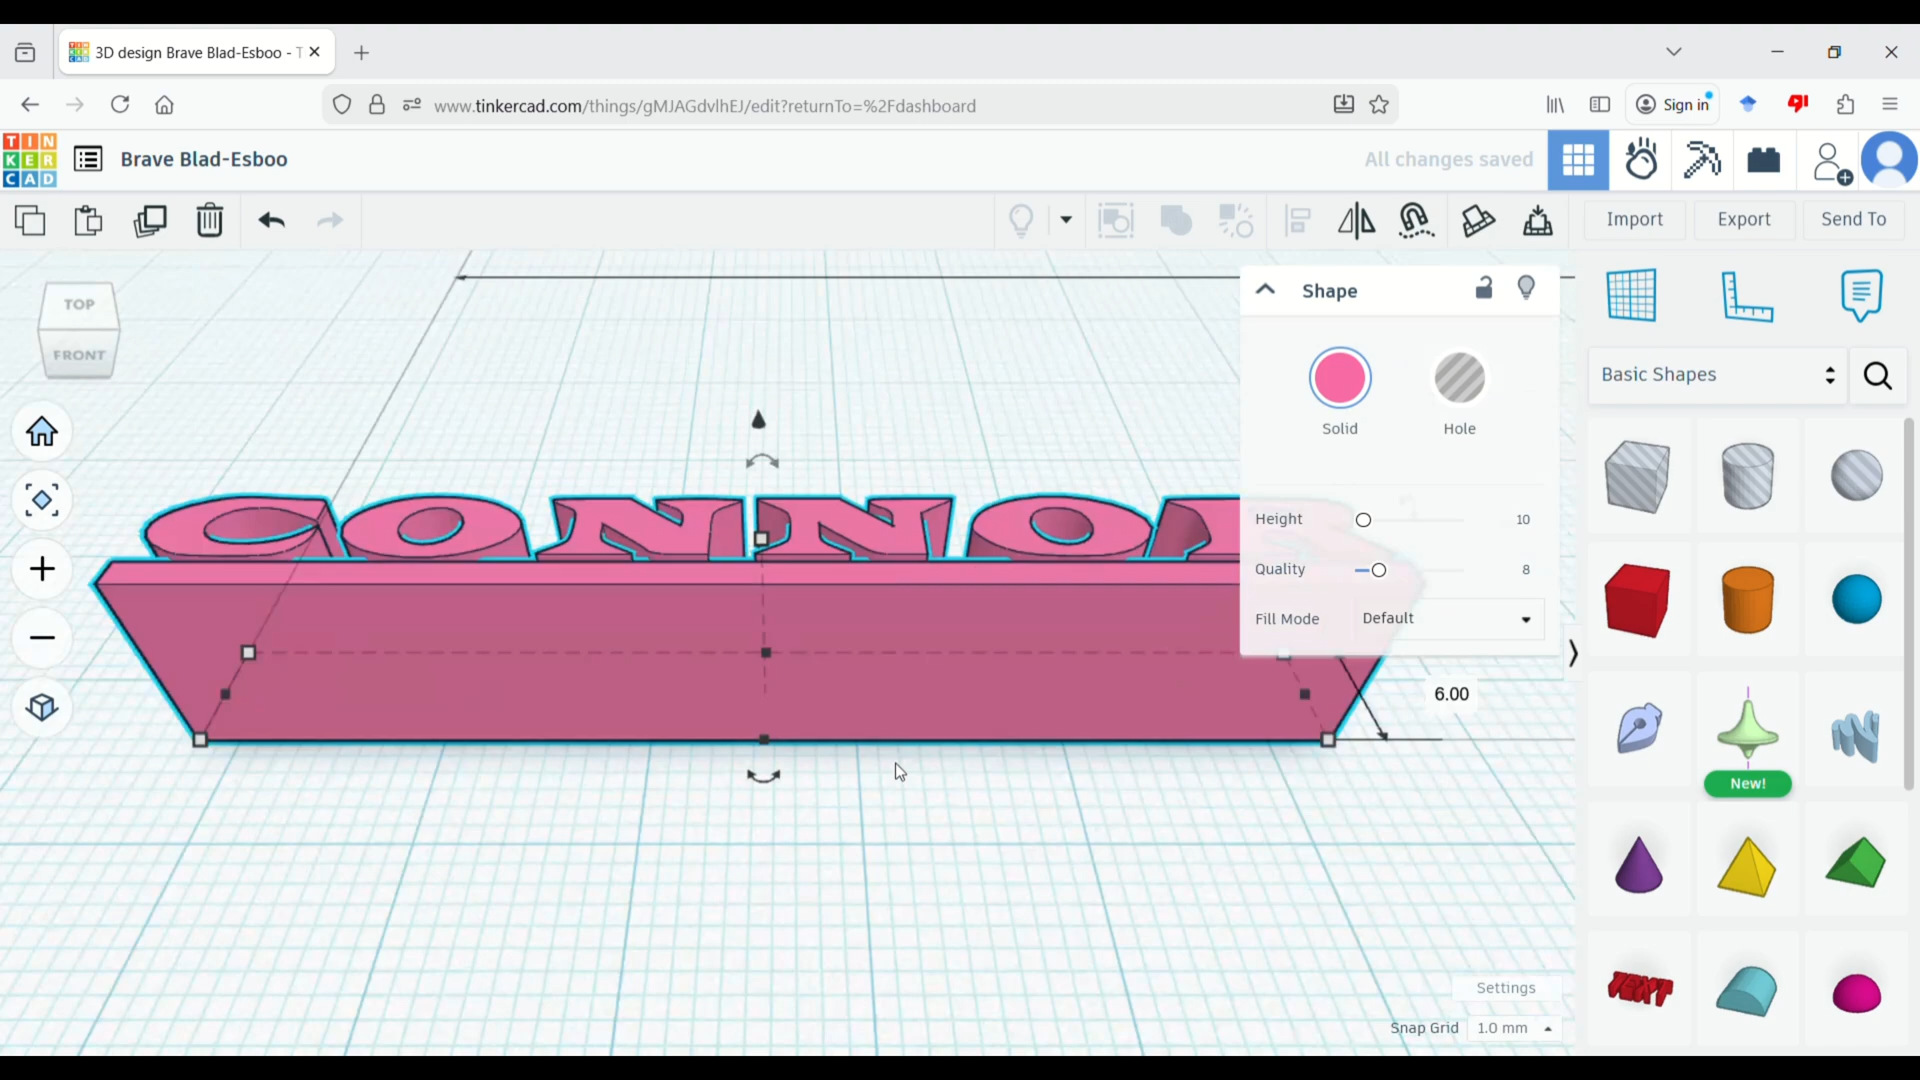 3D design Brave Blad-Esboo - T
www.tinkercad.com/things/gMJAGdvlhEJ/edit?returnTo=%2Fdashboard
Sign in
TIN
KER
CAD
Brave Blad-Esboo
All changes saved
Import
Export
Send To
TOP
FRONT
Shape
Solid
Hole
Height
10
Quality
8
Fill Mode
Default
CONNO
6.00
Basic Shapes
New!
TEXT
Settings
Snap Grid
1.0 mm